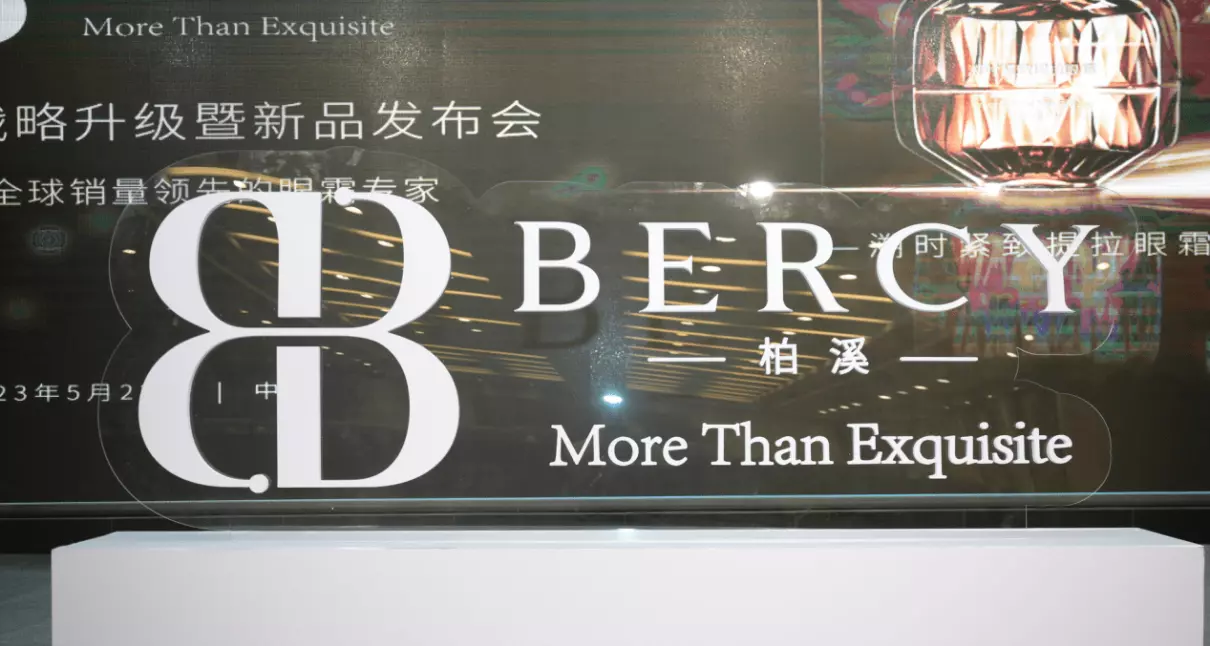 More Than Exquisite
略升级暨新品发布会
全球销量领先的眼霜专家
BERCY
溯时紧致提拉眼霜
柏溪
23年5月2 | 中
More Than Exquisite